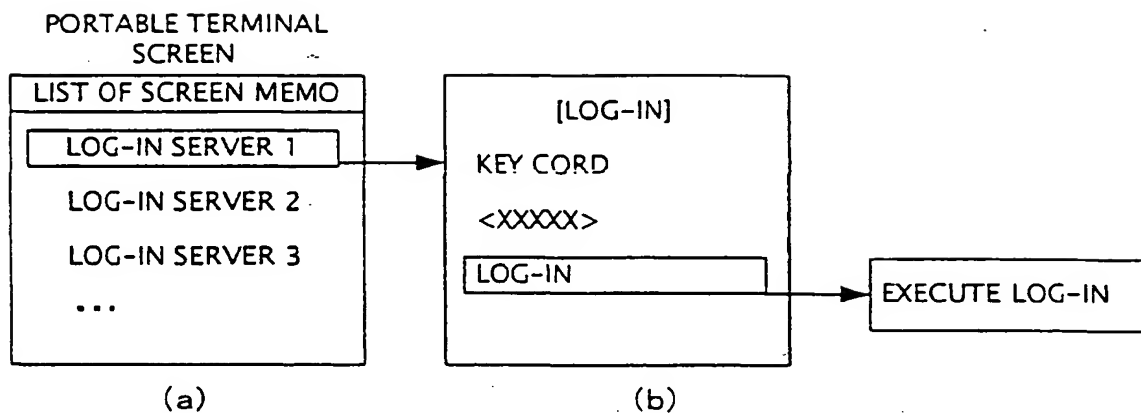 PORTABLE TERMINAL
SCREEN
LIST OF SCREEN MEMO
LOG-IN SERVER 1
LOG-IN SERVER 2
LOG-IN SERVER 3
...
(a)
[LOG-IN]
KEY CORD
<XXXXX>
LOG-IN
(b)
EXECUTE LOG-IN